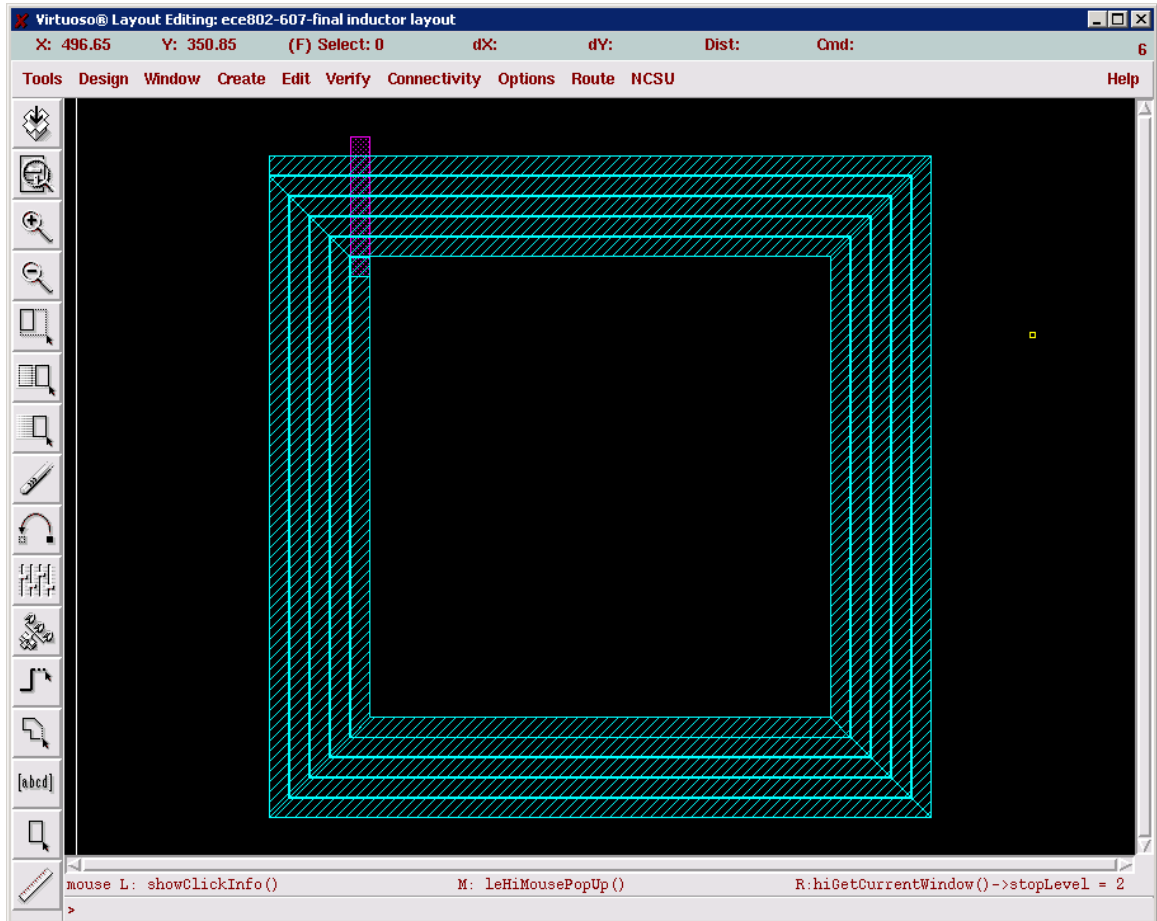 Virtuoso® Layout Editing: ece802-607-final inductor layout
X: 496.65 Y: 350.85 (F) Select: 0 dX: dY: Dist: Cmd: 6
Tools Design Window Create Edit Verify Connectivity Options Route NCSU Help
[abcd]
mouse L: showClickInfo() M: leHiMousePopUp() R:hiGetCurrentWindow()->stopLevel = 2
>